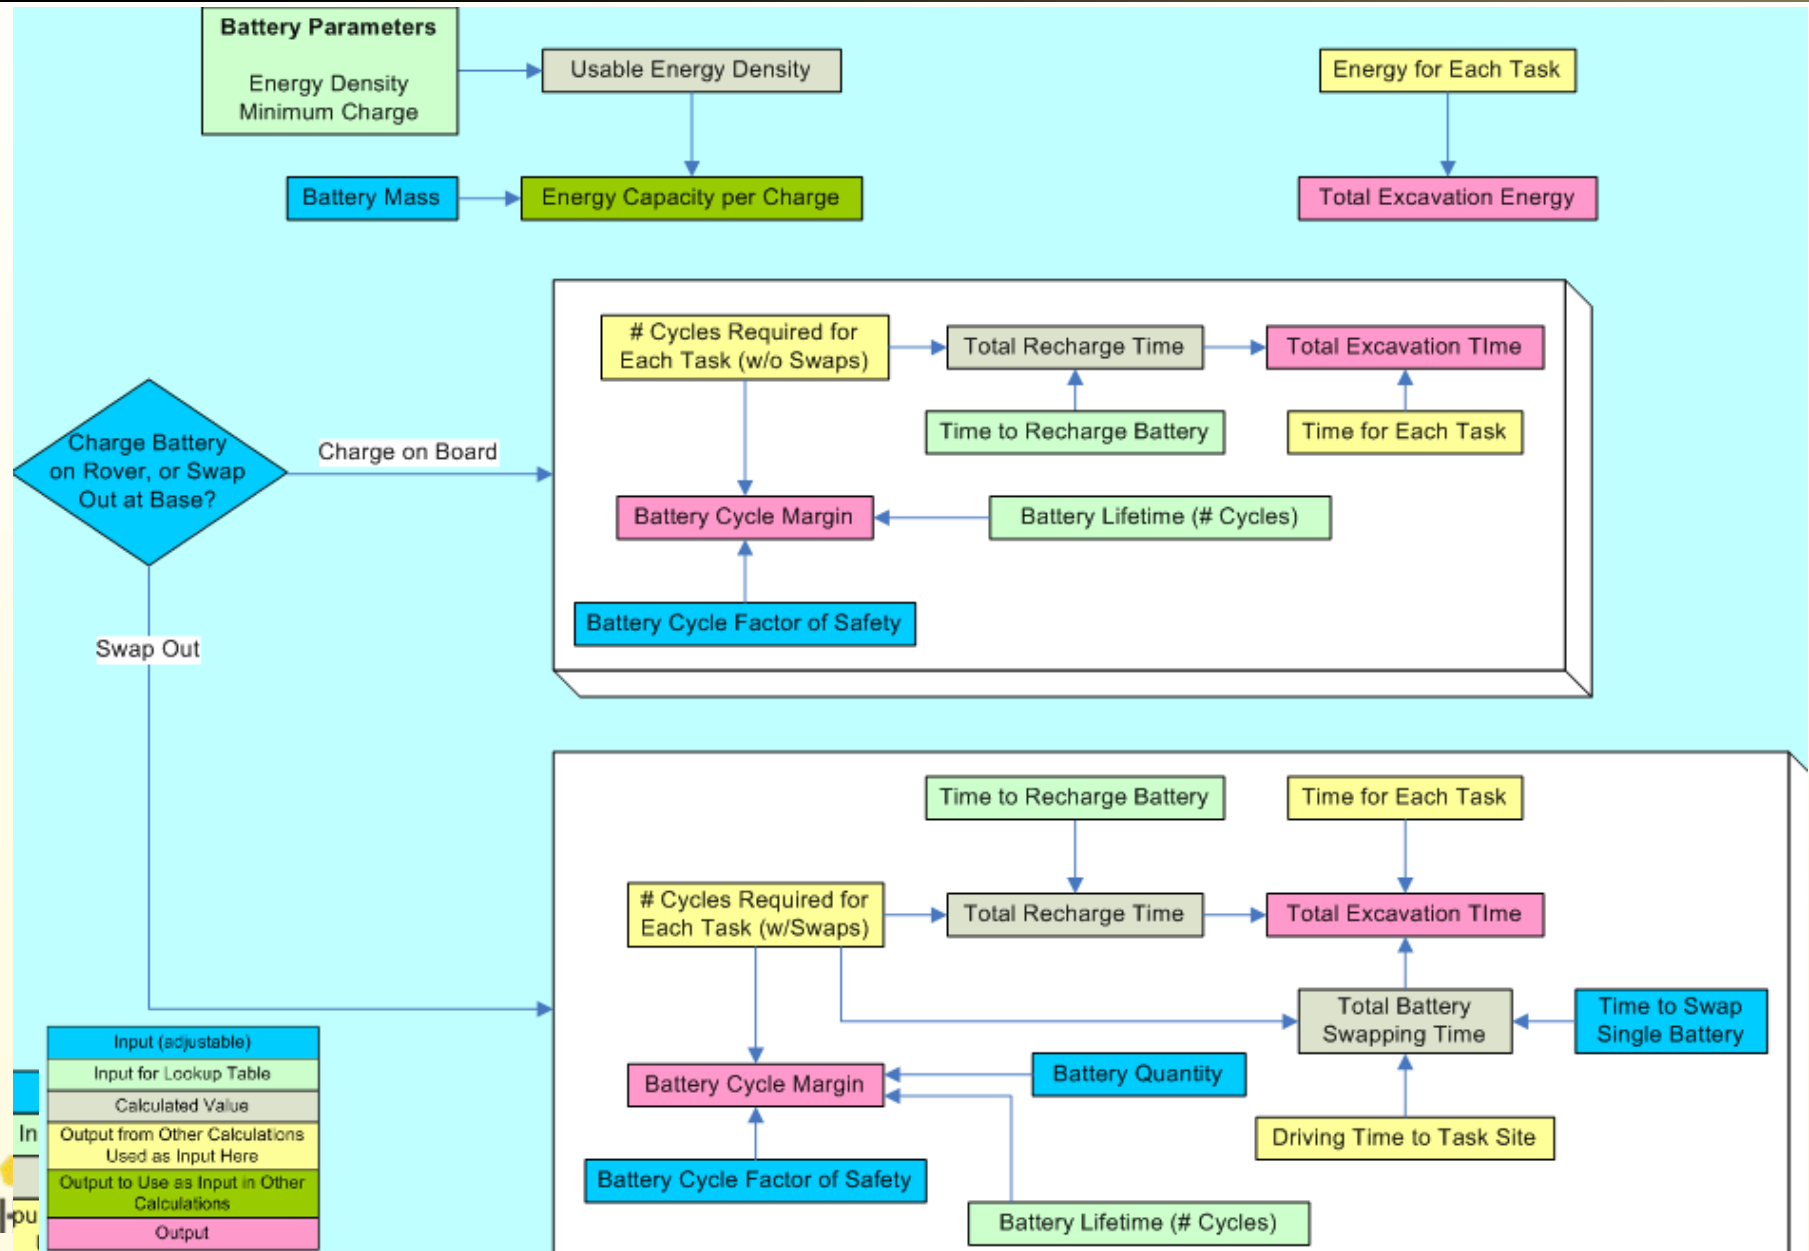 Battery Parameters
Energy Density
Minimum Charge
Usable Energy Density
Energy for Each Task
Battery Mass
Energy Capacity per Charge
Total Excavation Energy
# Cycles Required for
Each Task (w/o Swaps)
Total Recharge Time
Total Excavation TIme
Time to Recharge Battery
Time for Each Task
Charge Battery
on Rover, or Swap
Out at Base?
Charge on Board
Battery Cycle Margin
Battery Lifetime (# Cycles)
Battery Cycle Factor of Safety
Swap Out
Time to Recharge Battery
Time for Each Task
# Cycles Required for
Each Task (w/Swaps)
Total Recharge Time
Total Excavation TIme
Total Battery
Swapping Time
Time to Swap
Single Battery
Battery Cycle Margin
Battery Quantity
Driving Time to Task Site
Battery Cycle Factor of Safety
Battery Lifetime (# Cycles)
Input (adjustable)
Input for Lookup Table
Calculated Value
Output from Other Calculations
Used as Input Here
Output to Use as Input in Other
Calculations
Output
In